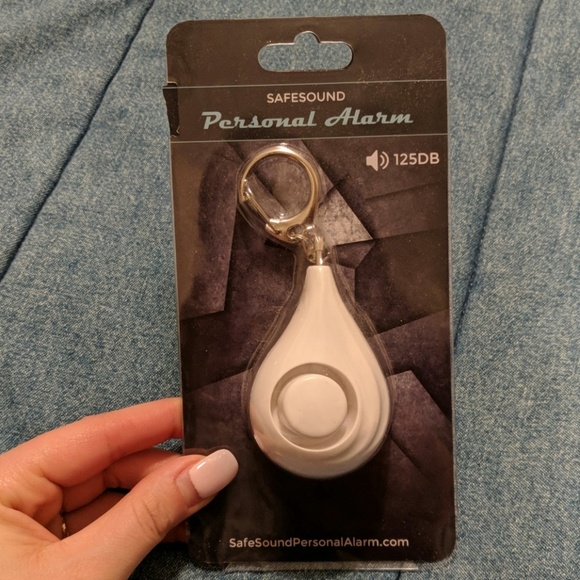 SAFESOUND
Personal Alarm
125DB
SafeSoundPersonalAlarm.com